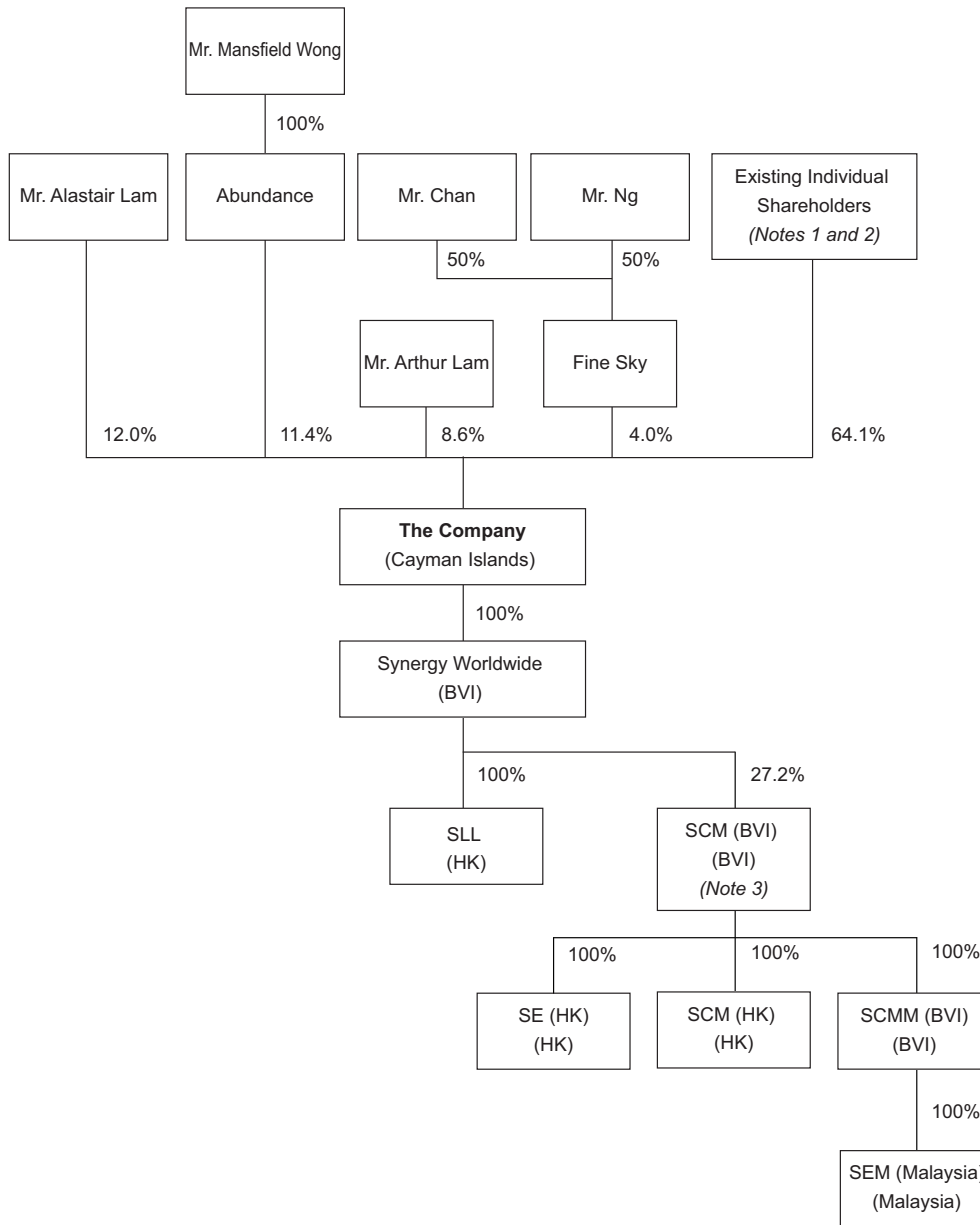 Mr. Mansfield Wong
100%
Mr. Alastair Lam
Abundance
Mr. Chan
Mr. Ng
Existing Individual
Shareholders
(Notes 1 and 2)
50%
50%
Mr. Arthur Lam
Fine Sky
12.0%
11.4%
8.6%
4.0%
64.1%
The Company
(Cayman Islands)
100%
Synergy Worldwide
(BVI)
100%
27.2%
SLL
(HK)
SCM (BVI)
(BVI)
(Note 3)
100%
100%
100%
SE (HK)
(HK)
SCM (HK)
(HK)
SCMM (BVI)
(BVI)
100%
SEM (Malaysia)
(Malaysia)